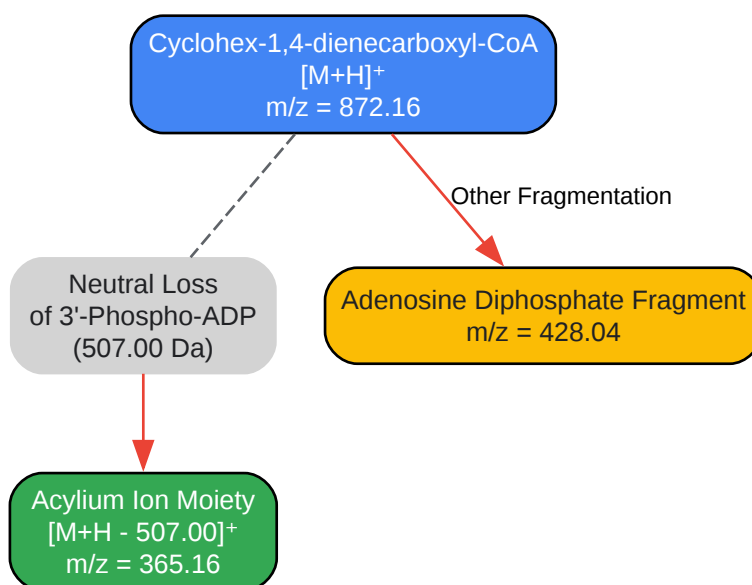 Cyclohex-1,4-dienecarboxyl-CoA
[M+H]⁺
m/z = 872.16
Other Fragmentation
Neutral Loss
of 3'-Phospho-ADP
(507.00 Da)
Adenosine Diphosphate Fragment
m/z = 428.04
Acylium Ion Moiety
[M+H - 507.00]⁺
m/z = 365.16